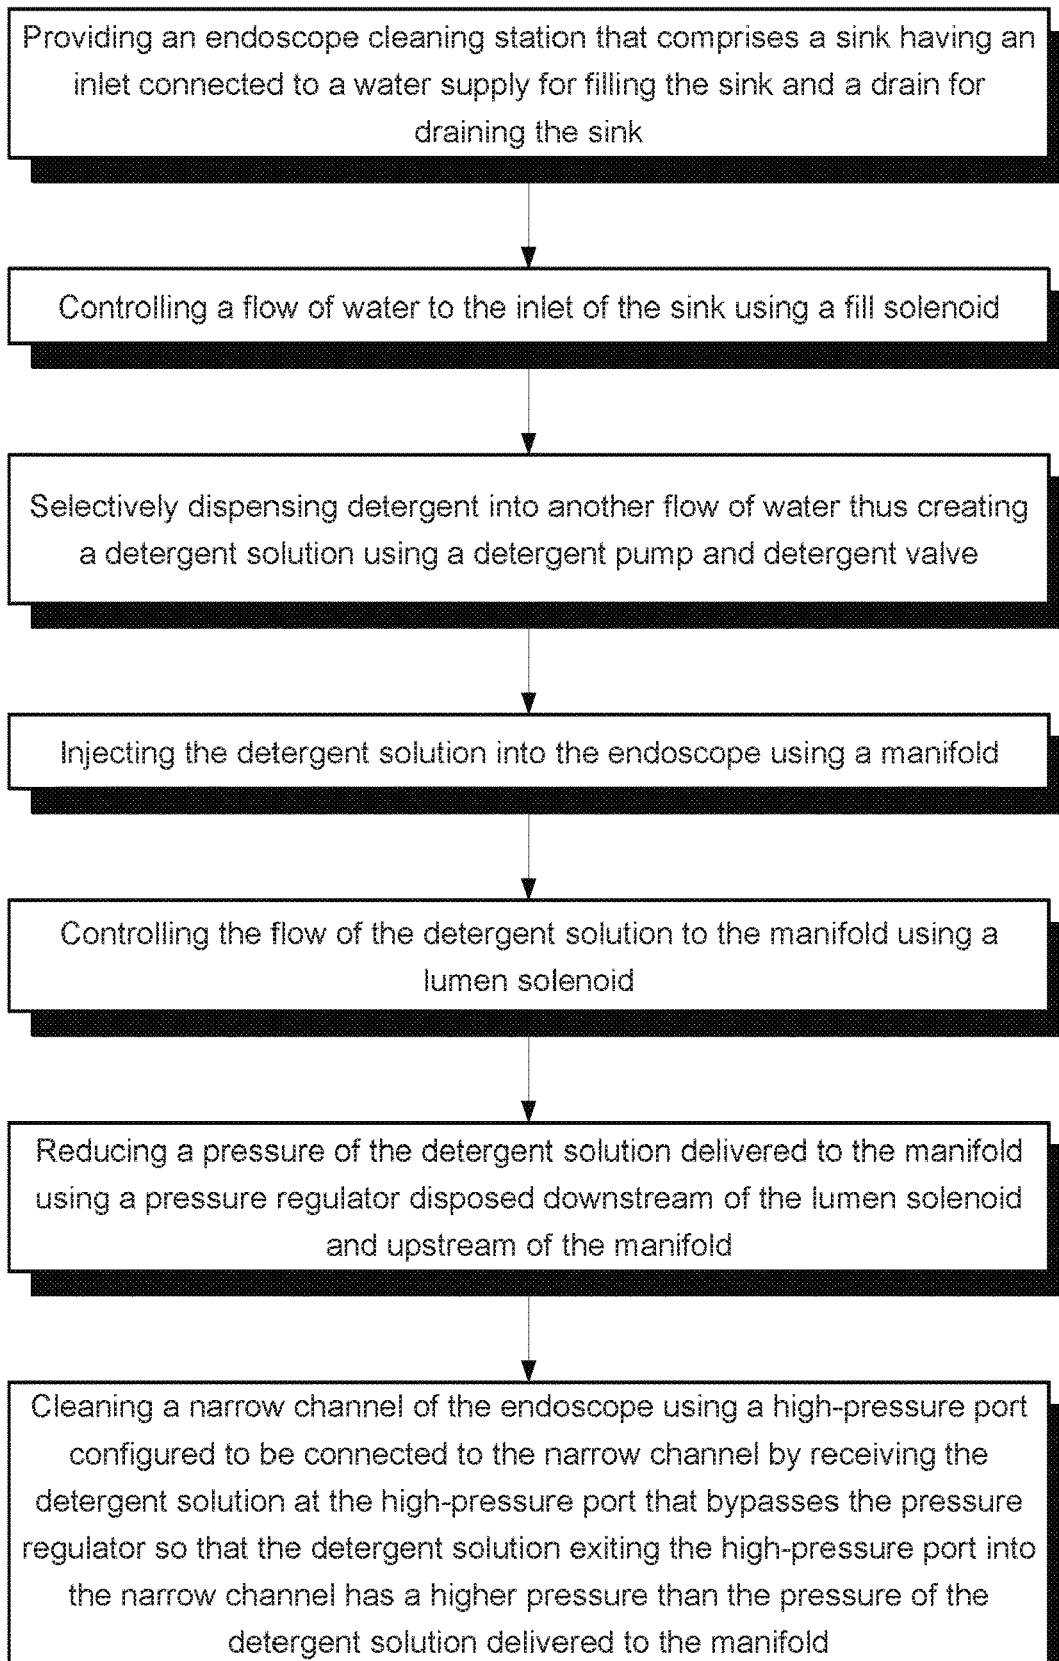 Providing an endoscope cleaning station that comprises a sink having an
inlet connected to a water supply for filling the sink and a drain for
draining the sink
Controlling a flow of water to the inlet of the sink using a fill solenoid
Selectively dispensing detergent into another flow of water thus creating
a detergent solution using a detergent pump and detergent valve
Injecting the detergent solution into the endoscope using a manifold
Controlling the flow of the detergent solution to the manifold using a
lumen solenoid
Reducing a pressure of the detergent solution delivered to the manifold
using a pressure regulator disposed downstream of the lumen solenoid
and upstream of the manifold
Cleaning a narrow channel of the endoscope using a high-pressure port
configured to be connected to the narrow channel by receiving the
detergent solution at the high-pressure port that bypasses the pressure
regulator so that the detergent solution exiting the high-pressure port into
the narrow channel has a higher pressure than the pressure of the
detergent solution delivered to the manifold